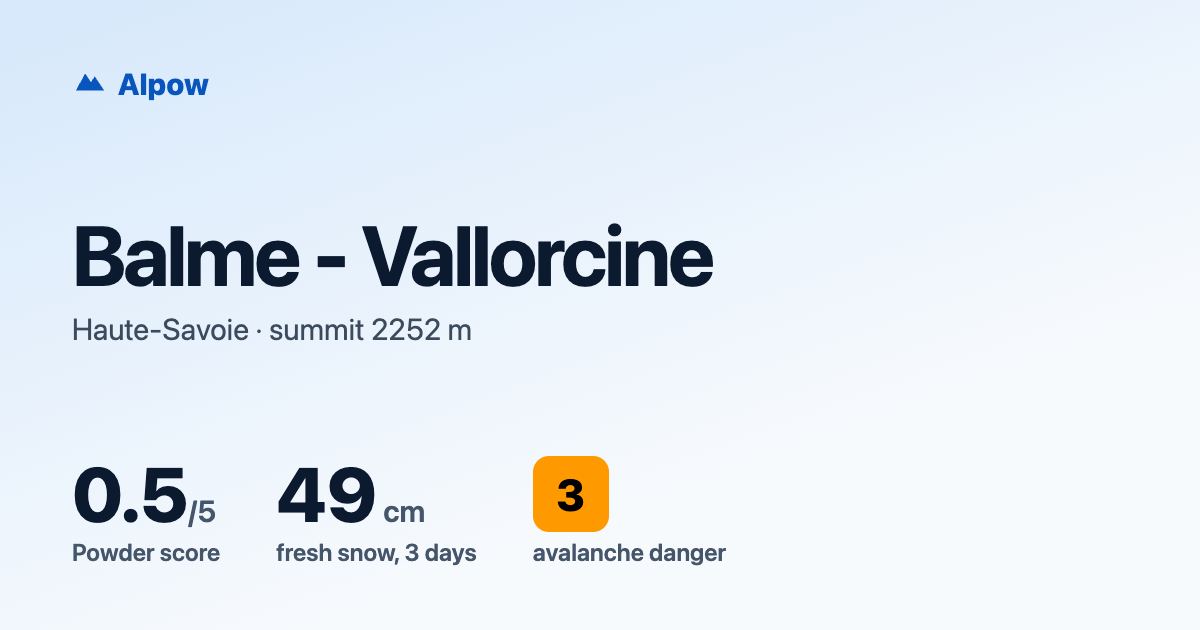 Alpow
Balme - Vallorcine
Haute-Savoie · summit 2252 m
0.5/5
Powder score
49 cm
fresh snow, 3 days
3
avalanche danger